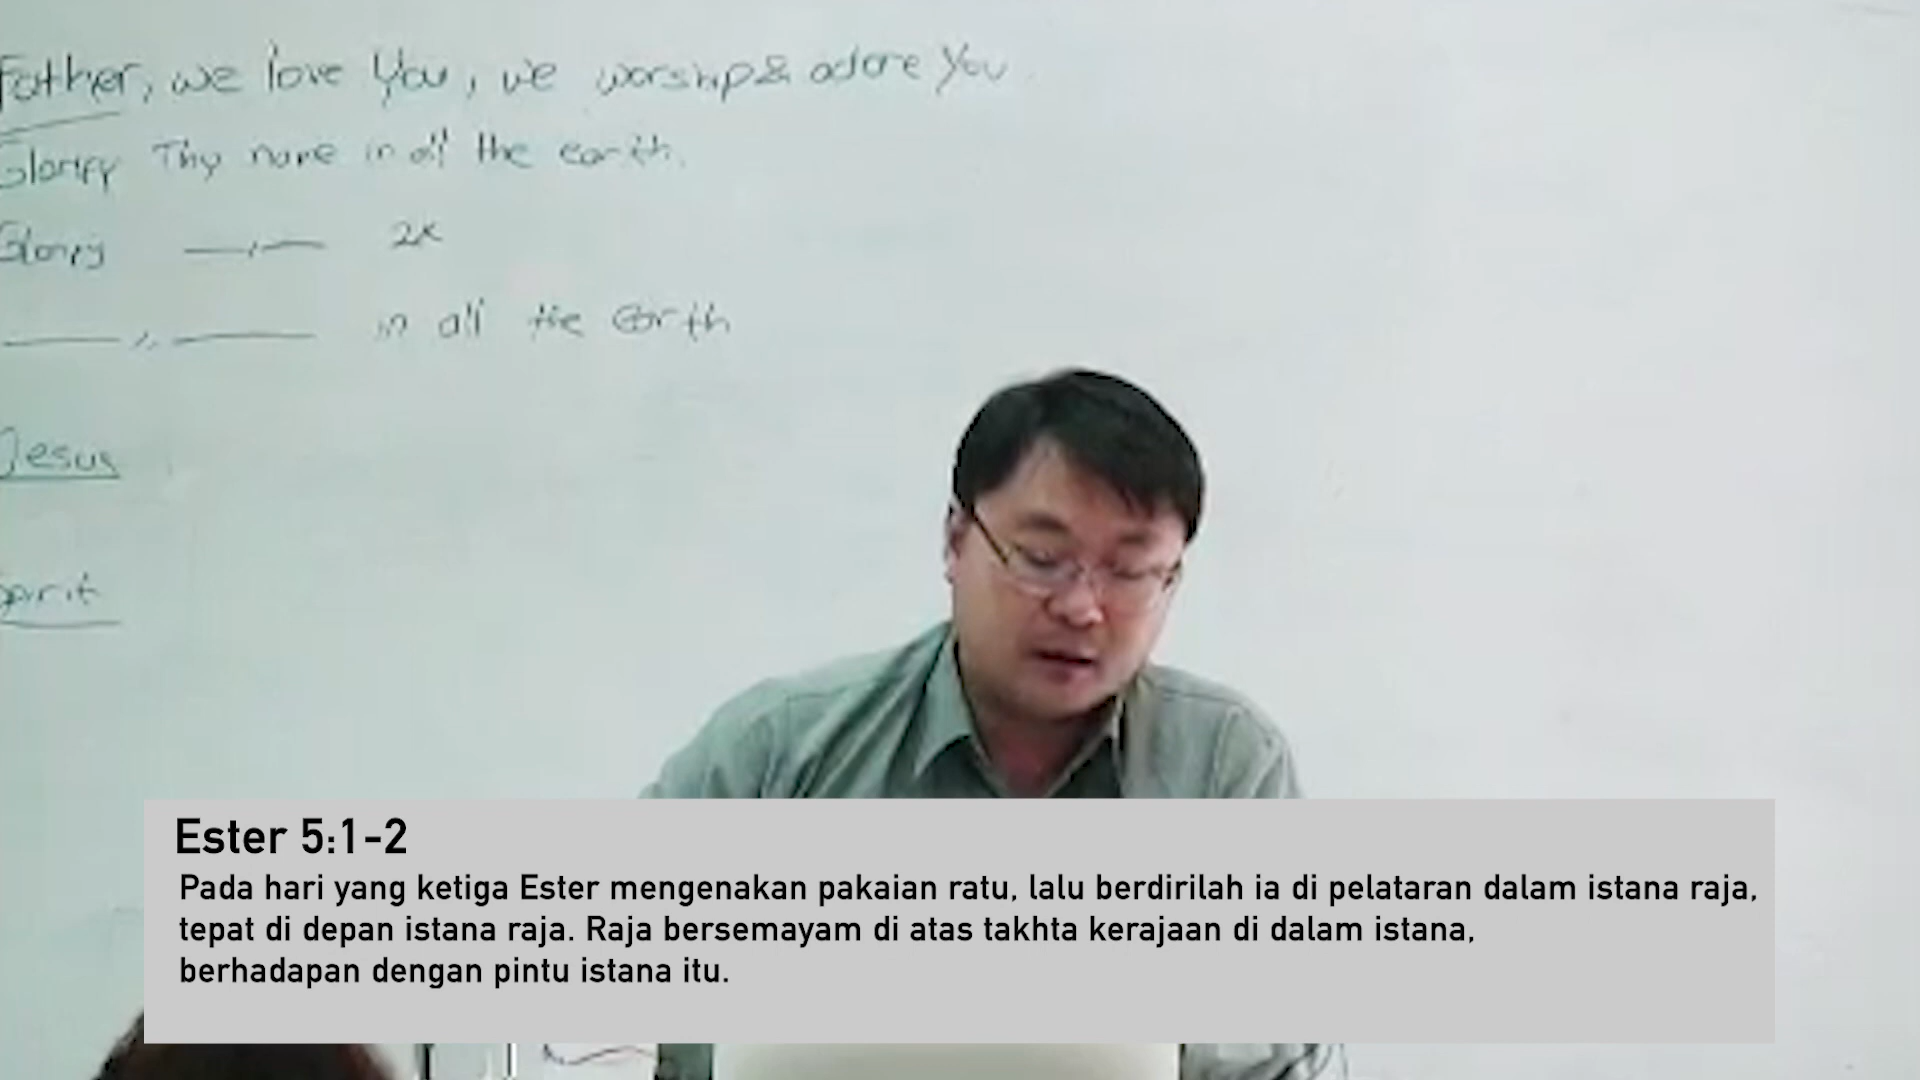 Father, we love You, we worship & adore You
Glorify Thy name in all the earth.
Glorify 2x
in all the Earth
Jesus
Spirit
Ester 5:1-2
Pada hari yang ketiga Ester mengenakan pakaian ratu, lalu berdirilah ia di pelataran dalam istana raja,
tepat di depan istana raja. Raja bersemayam di atas takhta kerajaan di dalam istana,
berhadapan dengan pintu istana itu.